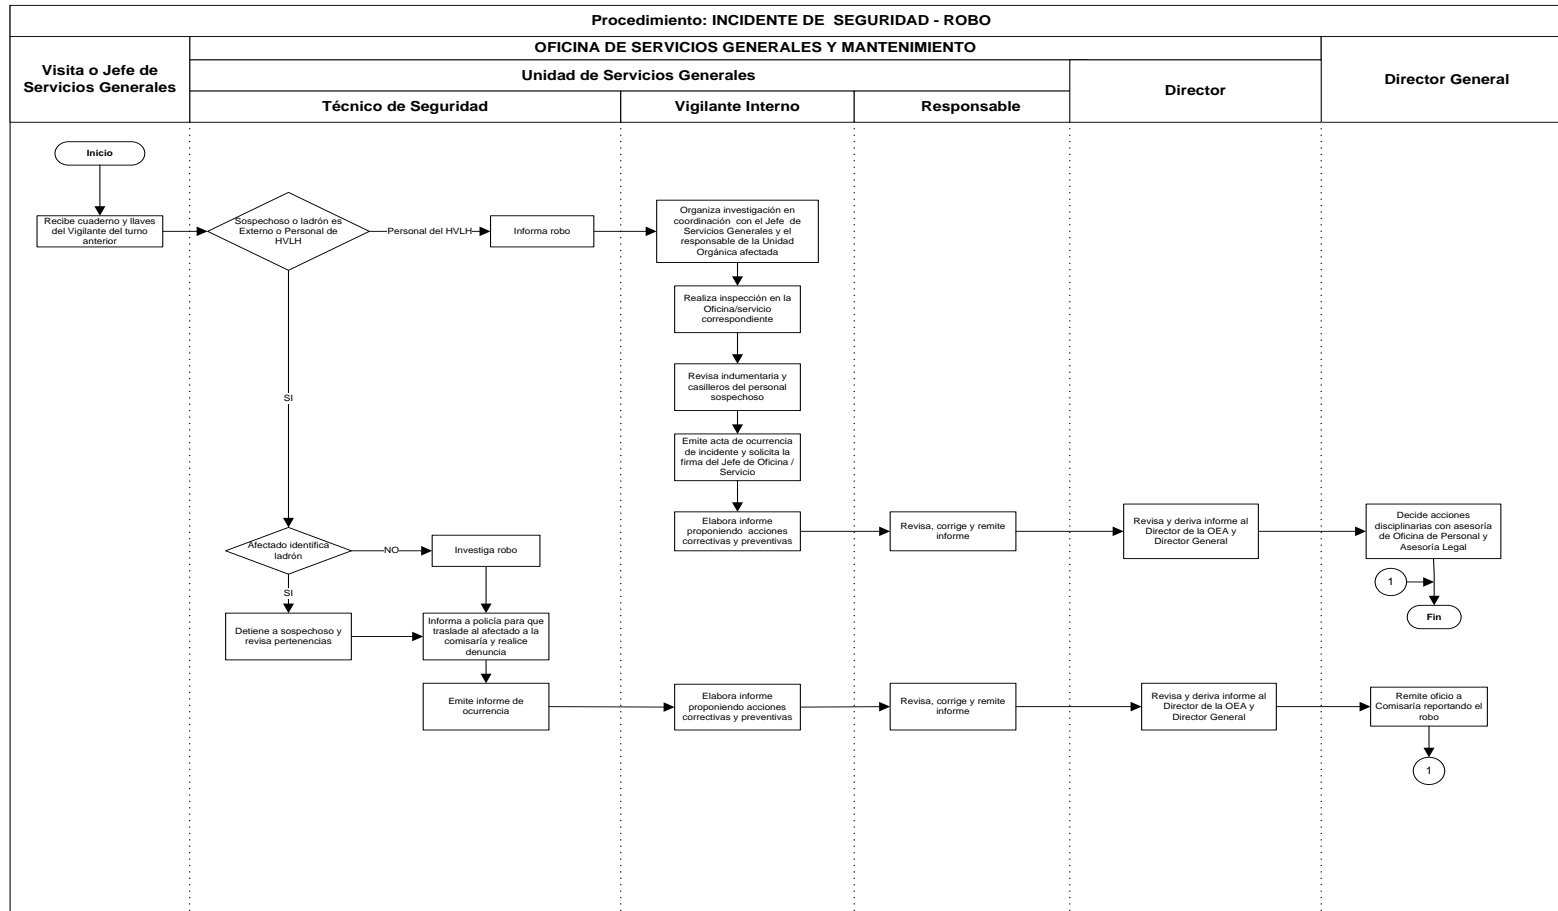 Procedimiento: INCIDENTE DE SEGURIDAD - ROBO
Visita o Jefe de
Servicios Generales
OFICINA DE SERVICIOS GENERALES Y MANTENIMIENTO
Unidad de Servicios Generales
Técnico de Seguridad
Vigilante Interno
Responsable
Director
Director General
Inicio
Recibe cuaderno y llaves
del Vigilante del turno
anterior
Sospechoso o ladrón es
Externo o Personal de
HVLH
Personal del HVLH
Informa robo
Organiza investigación en
coordinación con el Jefe de
Servicios Generales y el
responsable de la Unidad
Orgánica afectada
Realiza inspección en la
Oficina/servicio
correspondiente
Revisa indumentaria y
casilleros del personal
sospechoso
SI
Emite acta de ocurrencia
de incidente y solicita la
firma del Jefe de Oficina /
Servicio
Elabora informe
proponiendo acciones
correctivas y preventivas
Revisa, corrige y remite
informe
Revisa y deriva informe al
Director de la OEA y
Director General
Decide acciones
disciplinarias con asesoría
de Oficina de Personal y
Asesoría Legal
1
Fin
Afectado identifica
ladrón
NO
Investiga robo
SI
Detiene a sospechoso y
revisa pertenencias
Informa a policía para que
traslade al afectado a la
comisaría y realice
denuncia
Emite informe de
ocurrencia
Elabora informe
proponiendo acciones
correctivas y preventivas
Revisa, corrige y remite
informe
Revisa y deriva informe al
Director de la OEA y
Director General
Remite oficio a
Comisaría reportando el
robo
1